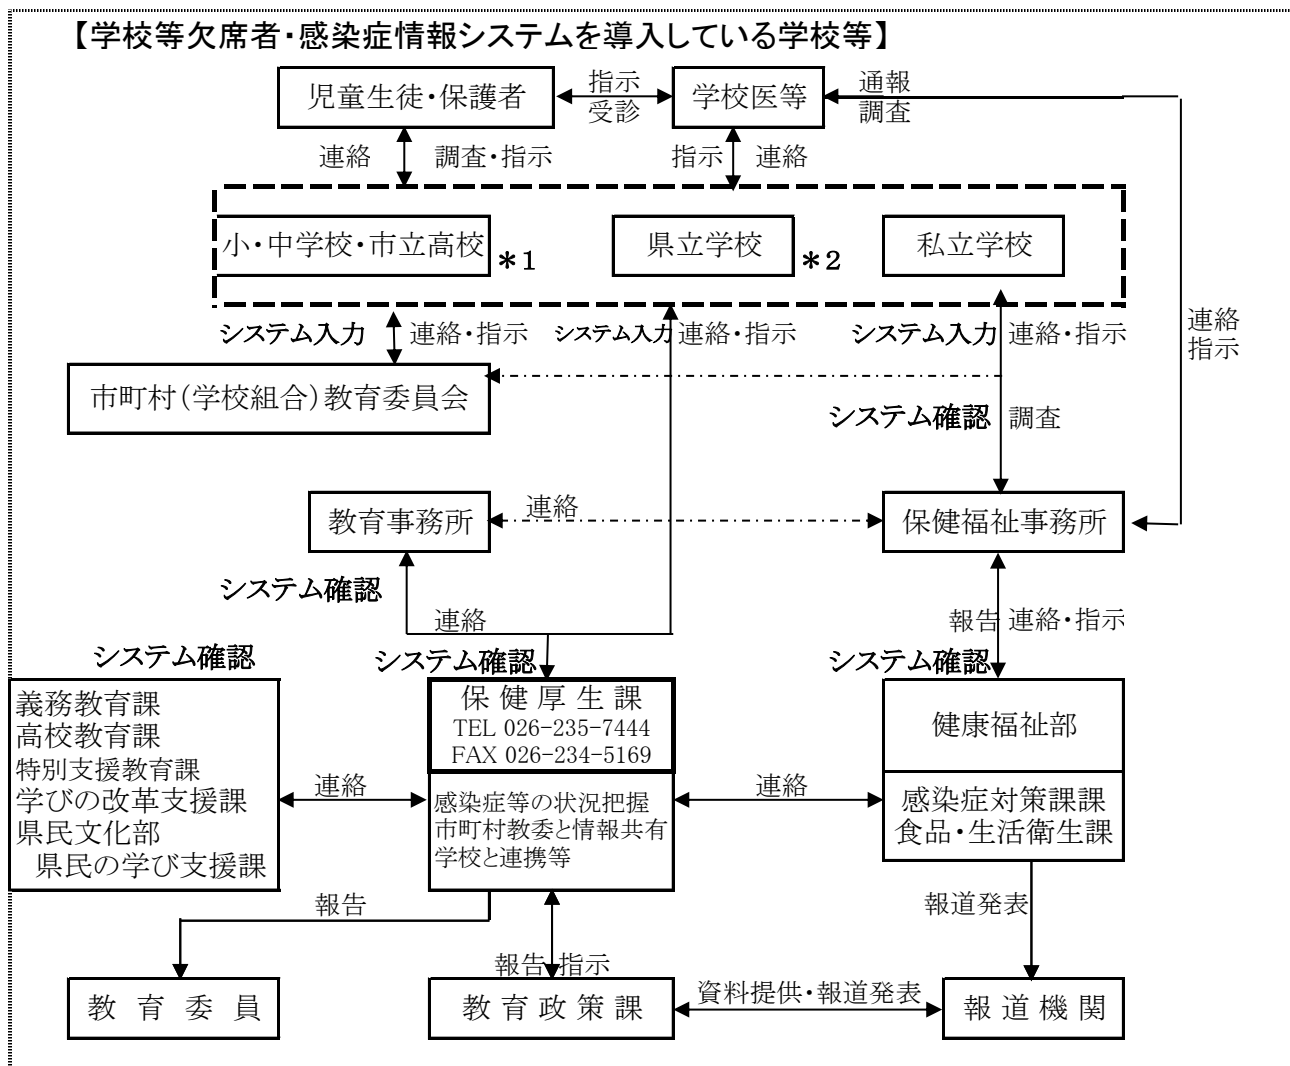 【学校等欠席者・感染症情報システムを導入している学校等】
児童生徒・保護者
指示
受診
学校医等
通報
調査
連絡
調査・指示
指示
連絡
小・中学校・市立高校
＊1
県立学校
＊2
私立学校
連絡
指示
システム入力
連絡・指示
システム入力
連絡・指示
システム入力
連絡・指示
市町村(学校組合)教育委員会
システム確認
調査
教育事務所
連絡
保健福祉事務所
システム確認
連絡
報告
連絡・指示
システム確認
システム確認
システム確認
義務教育課
高校教育課
特別支援教育課
学びの改革支援課
県民文化部
県民の学び支援課
連絡
保健厚生課
TEL 026-235-7444
FAX 026-234-5169
感染症等の状況把握
市町村教委と情報共有
学校と連携等
連絡
健康福祉部
感染症対策課課
食品・生活衛生課
報告
報道発表
報告
指示
教育委員
教育政策課
資料提供・報道発表
報道機関